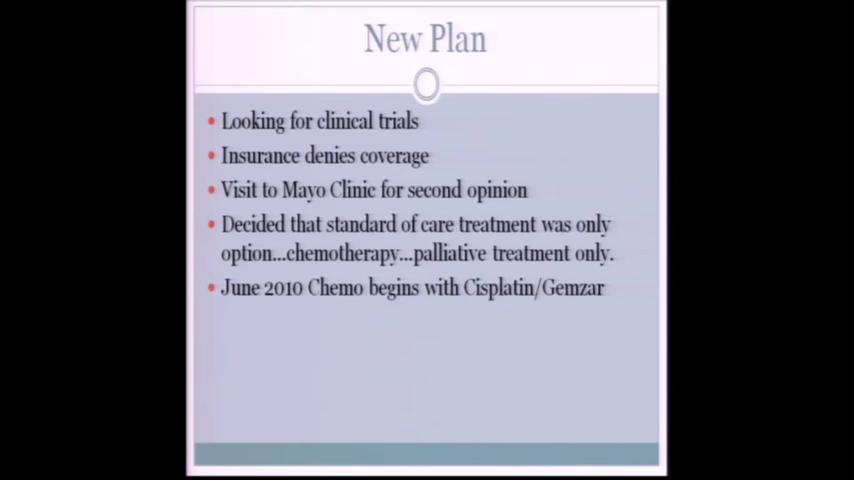 New Plan
• Looking for clinical trials
• Insurance denies coverage
• Visit to Mayo Clinic for second opinion
• Decided that standard of care treatment was only
option...chemotherapy...palliative treatment only.
• June 2010 Chemo begins with Cisplatin/Gemzar